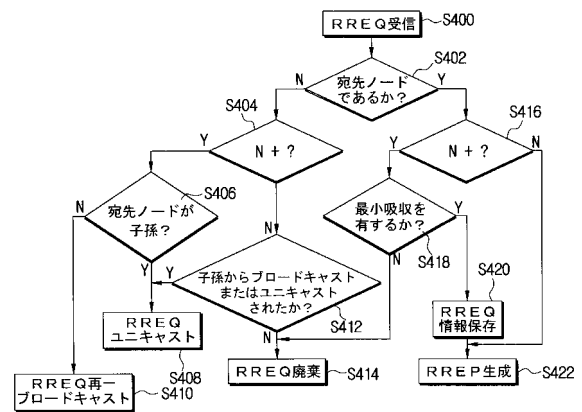 RREQ受信
S400
S402
宛先ノード
であるか?
N
Y
S404
S416
Y
N+?
Y
N+?
N
S406
N
宛先ノードが
子孫?
N
最小吸収を
有するか?
Y
S418
Y
Y
子孫からブロードキャスト
またはユニキャスト
されたか?
N
S420
S412
RREQ
情報保存
RREQ
ユニキャスト
N
S408
RREQ廃棄
S414
RREP生成
S422
RREQ再ー
ブロードキャスト
S410